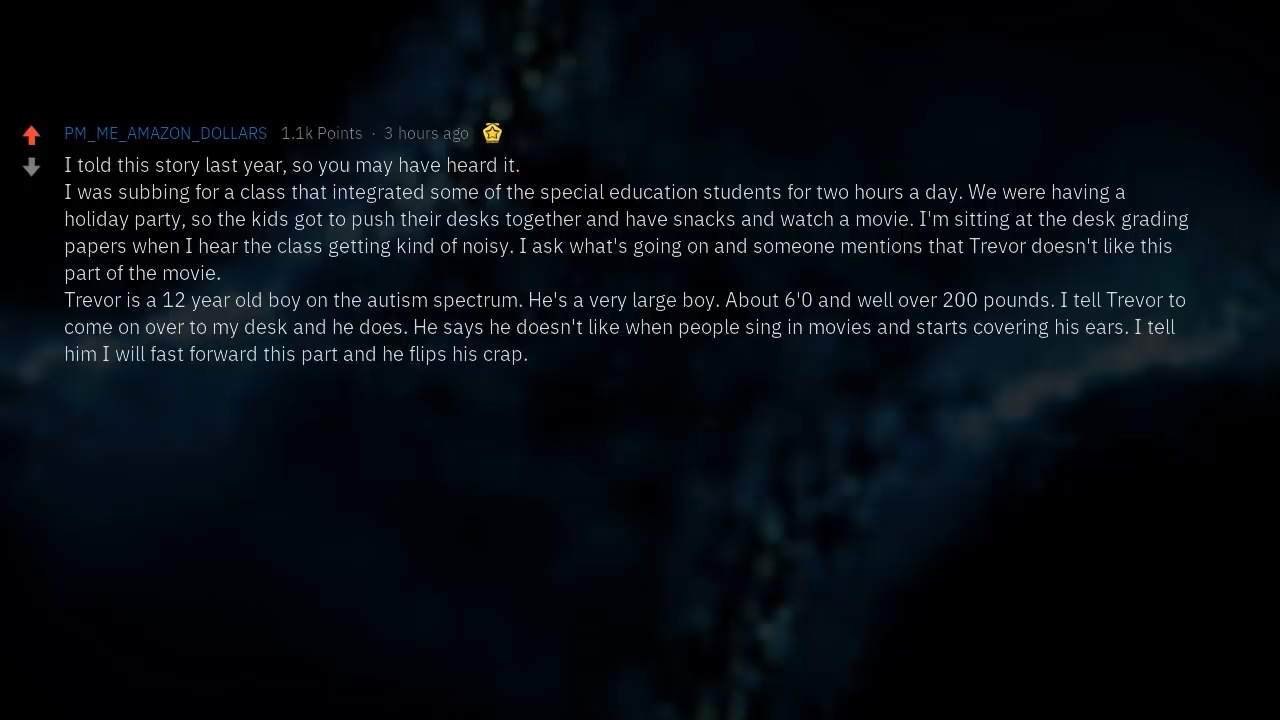 PM_ME_AMAZON_DOLLARS 1.1k Points · 3 hours ago
I told this story last year, so you may have heard it.
I was subbing for a class that integrated some of the special education students for two hours a day. We were having a
holiday party, so the kids got to push their desks together and have snacks and watch a movie. I'm sitting at the desk grading
papers when I hear the class getting kind of noisy. I ask what's going on and someone mentions that Trevor doesn't like this
part of the movie.
Trevor is a 12 year old boy on the autism spectrum. He's a very large boy. About 6'0 and well over 200 pounds. I tell Trevor to
come on over to my desk and he does. He says he doesn't like when people sing in movies and starts covering his ears. I tell
him I will fast forward this part and he flips his crap.